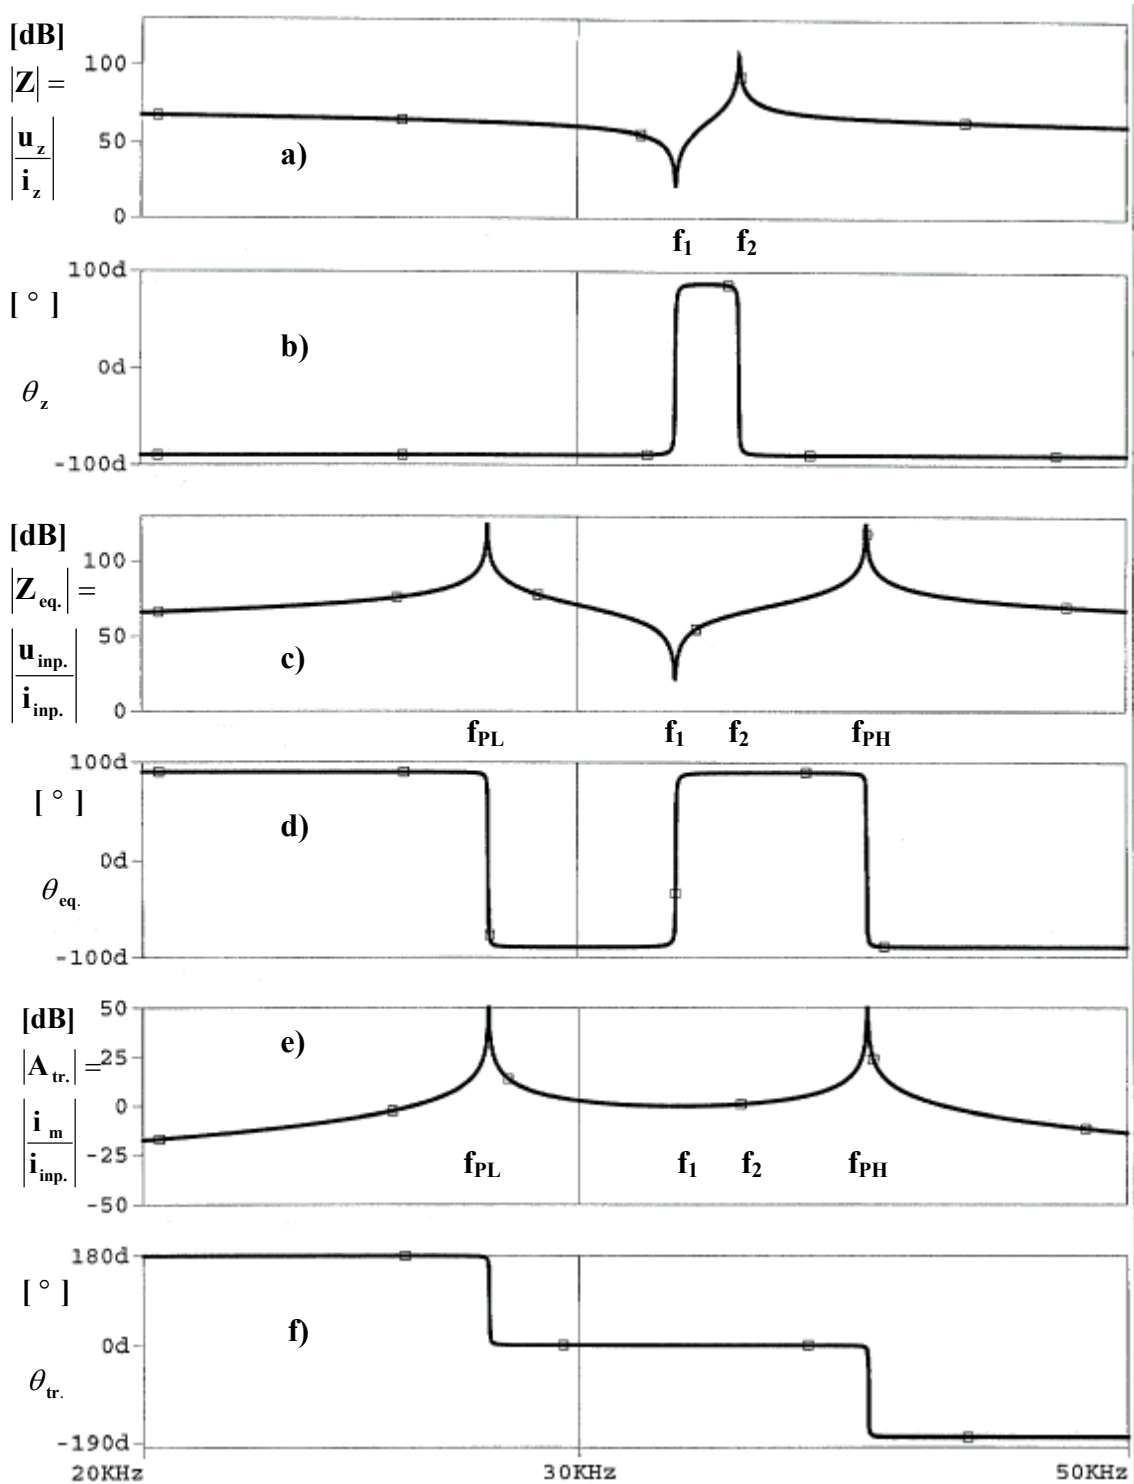 [dB]
|Z| =
|u_z / i_z|
100
50
0
a)
f₁ f₂
100d
[ ° ]
b)
0d
θ_z
-100d
[dB]
100
|Z_eq.| =
50
|u_inp. / i_inp.|
c)
0
f_PL f₁ f₂ f_PH
100d
[ ° ]
d)
0d
θ_eq.
-100d
50
[dB]
e)
|A_tr.| =
25
0
|i_m / i_inp.|
-25
f_PL f₁ f₂ f_PH
-50
180d
[ ° ]
f)
0d
θ_tr.
-190d
20KHz 30KHz 50KHz